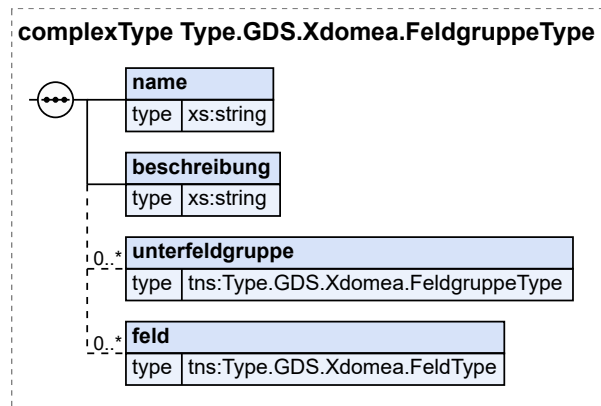 complexType Type.GDS.Xdomea.FeldgruppeType
name
type xs:string
beschreibung
type xs:string
0..* unterfeldgruppe
type tns:Type.GDS.Xdomea.FeldgruppeType
0..* feld
type tns:Type.GDS.Xdomea.FeldType